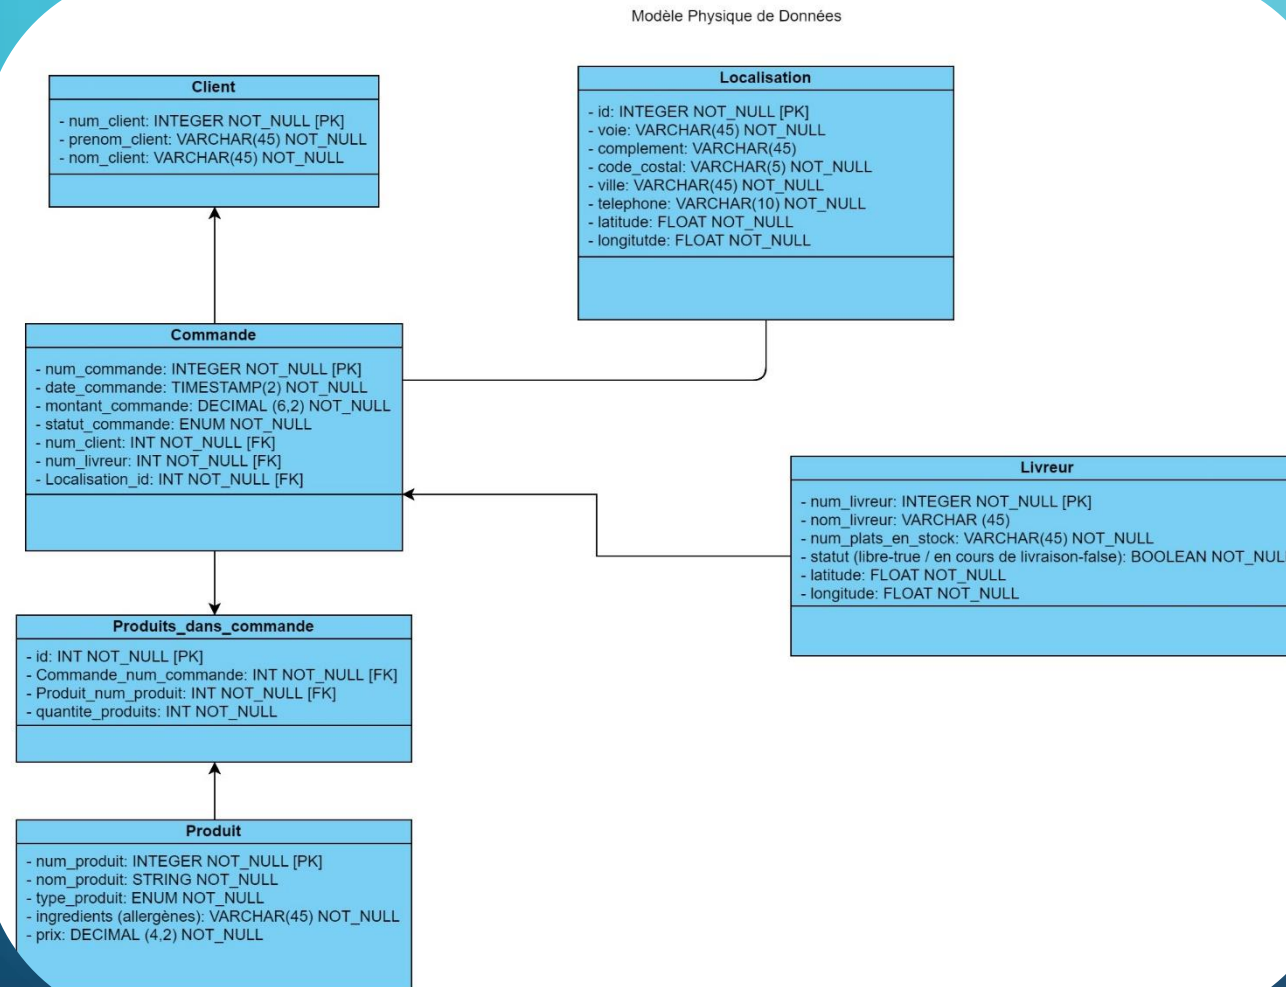 Modèle Physique de Données
Client
- num_client: INTEGER NOT_NULL [PK]
- prenom_client: VARCHAR(45) NOT_NULL
- nom_client: VARCHAR(45) NOT_NULL
Localisation
- id: INTEGER NOT_NULL [PK]
- voie: VARCHAR(45) NOT_NULL
- complement: VARCHAR(45)
- code_costal: VARCHAR(5) NOT_NULL
- ville: VARCHAR(45) NOT_NULL
- telephone: VARCHAR(10) NOT_NULL
- latitude: FLOAT NOT_NULL
- longitutde: FLOAT NOT_NULL
Commande
- num_commande: INTEGER NOT_NULL [PK]
- date_commande: TIMESTAMP(2) NOT_NULL
- montant_commande: DECIMAL (6,2) NOT_NULL
- statut_commande: ENUM NOT_NULL
- num_client: INT NOT_NULL [FK]
- num_livreur: INT NOT_NULL [FK]
- Localisation_id: INT NOT_NULL [FK]
Livreur
- num_livreur: INTEGER NOT_NULL [PK]
- nom_livreur: VARCHAR (45)
- num_plats_en_stock: VARCHAR(45) NOT_NULL
- statut (libre-true / en cours de livraison-false): BOOLEAN NOT_NUL
- latitude: FLOAT NOT_NULL
- longitude: FLOAT NOT_NULL
Produits_dans_commande
- id: INT NOT_NULL [PK]
- Commande_num_commande: INT NOT_NULL [FK]
- Produit_num_produit: INT NOT_NULL [FK]
- quantite_produits: INT NOT_NULL
Produit
- num_produit: INTEGER NOT_NULL [PK]
- nom_produit: STRING NOT_NULL
- type_produit: ENUM NOT_NULL
- ingredients (allergènes): VARCHAR(45) NOT_NULL
- prix: DECIMAL (4,2) NOT_NULL